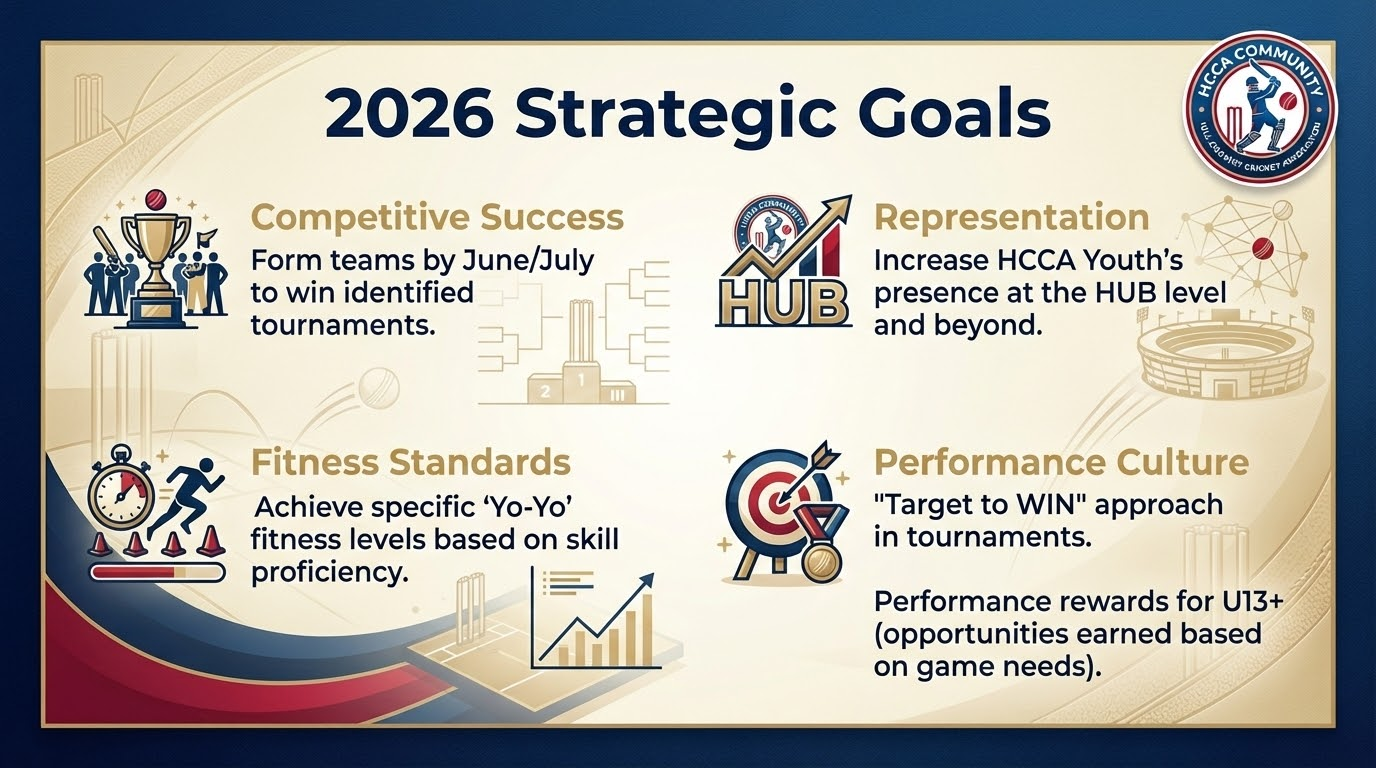 2026 Strategic Goals
HCCA COMMUNITY
Competitive Success
Form teams by June/July
to win identified
tournaments.
2
1
III
HUB
Representation
Increase HCCA Youth's
presence at the HUB level
and beyond.
Fitness Standards
Achieve specific ‘Yo-Yo’
fitness levels based on skill
proficiency.
Performance Culture
"Target to WIN" approach
in tournaments.
Performance rewards for U13+
(opportunities earned based
on game needs).